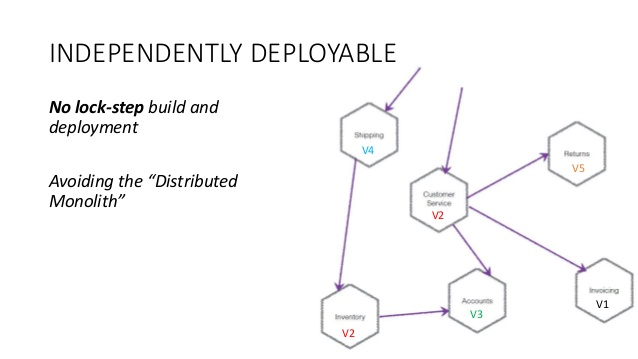 INDEPENDENTLY DEPLOYABLE
No lock-step build and
deployment
Avoiding the “Distributed
Monolith”
Shipping
V4
Customer
Service
V2
Returns
V5
Inventory
V2
Accounts
V3
Invoicing
V1